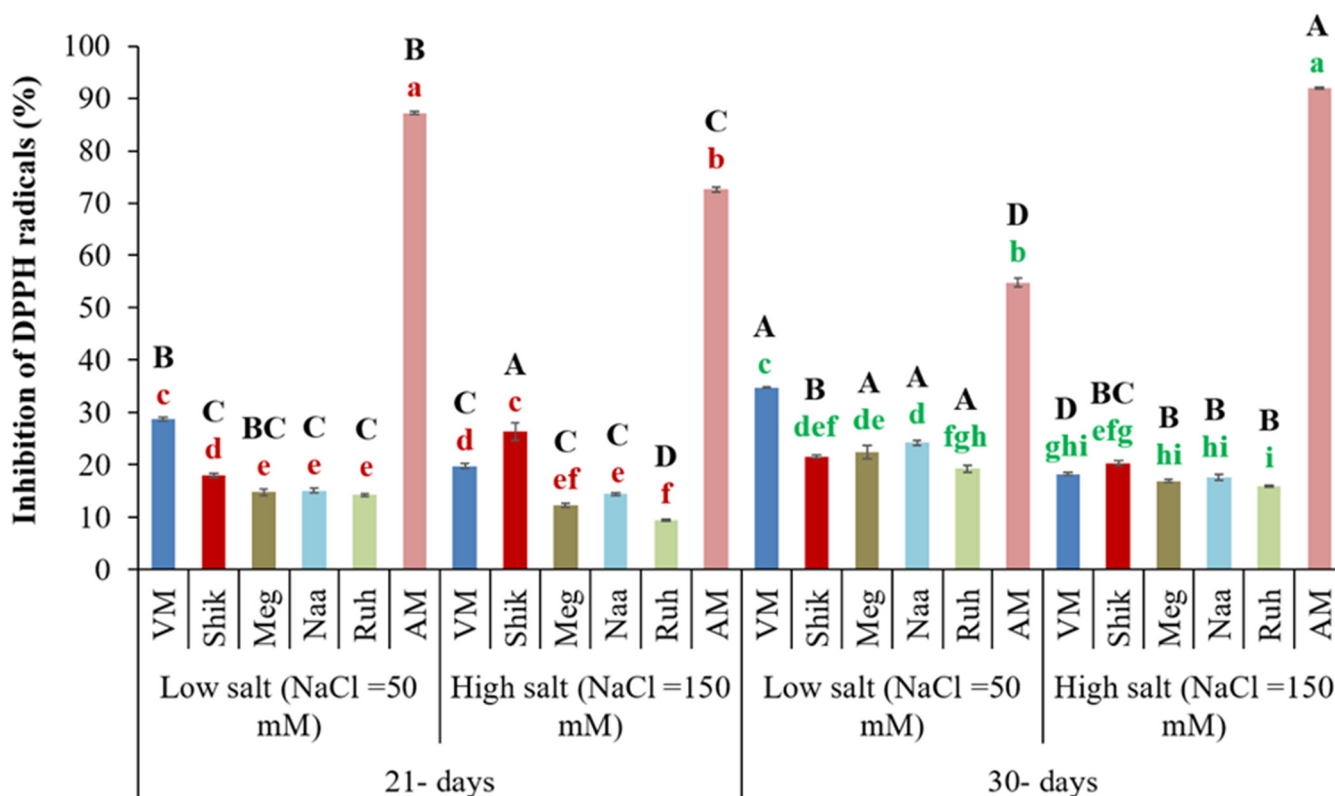 Inhibition of DPPH radicals (%)
100
90
80
70
60
50
40
30
20
10
0
B
c
C
d
BC
e
C
e
C
e
B
a
C
d
A
c
C
ef
C
e
D
f
C
b
A
c
B
def
A
de
A
d
A
fgh
D
b
D
ghi
BC
efg
B
hi
B
hi
B
i
A
a
VM
Shik
Meg
Naa
Ruh
AM
VM
Shik
Meg
Naa
Ruh
AM
VM
Shik
Meg
Naa
Ruh
AM
VM
Shik
Meg
Naa
Ruh
AM
Low salt (NaCl =50
mM)
High salt (NaCl =150
mM)
Low salt (NaCl =50
mM)
High salt (NaCl =150
mM)
21- days
30- days